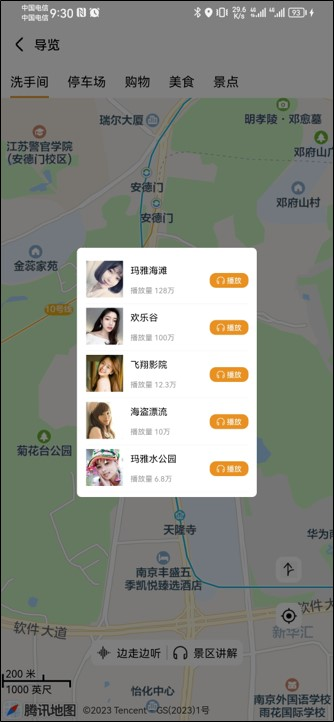 中国电信
中国电信 9:30
29.6 K/s 93
导览
洗手间 停车场 购物 美食 景点
瑞尔大厦
明孝陵·邓愈墓
江苏警官学院
(安德门校区)
邓府山
安德门
安德门
邓府山村
金蕊家苑
玛雅海滩
播放量 128万
播放
欢乐谷
播放量 100万
播放
10号线
飞翔影院
播放量 12.3万
播放
海盗漂流
播放量 10万
播放
菊花台公园
玛雅水公园
播放量 6.8万
播放
天隆寺
华为
南京丰盛五
季凯悦臻选酒店
软件大道
软件大道
新华汇
边走边听
景区讲解
200 米
1000 英尺
腾讯地图
©2023 Tencent - GS(2023)1号
怡化中心
南京外国语学校
雨花国际学校